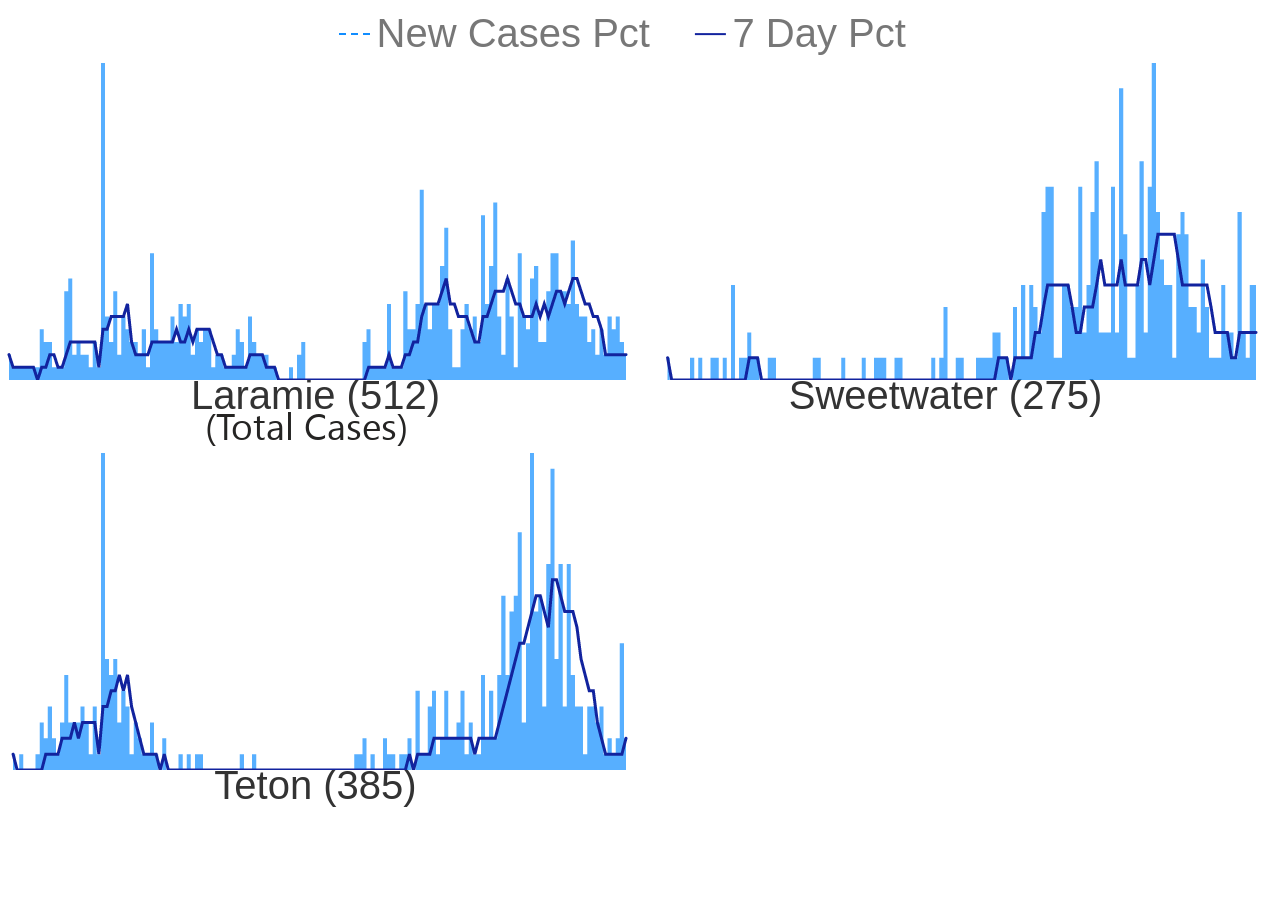 New Cases Pct 7 Day Pct
Laramie (512) Sweetwater (275)
(Total Cases)
Teton (385)